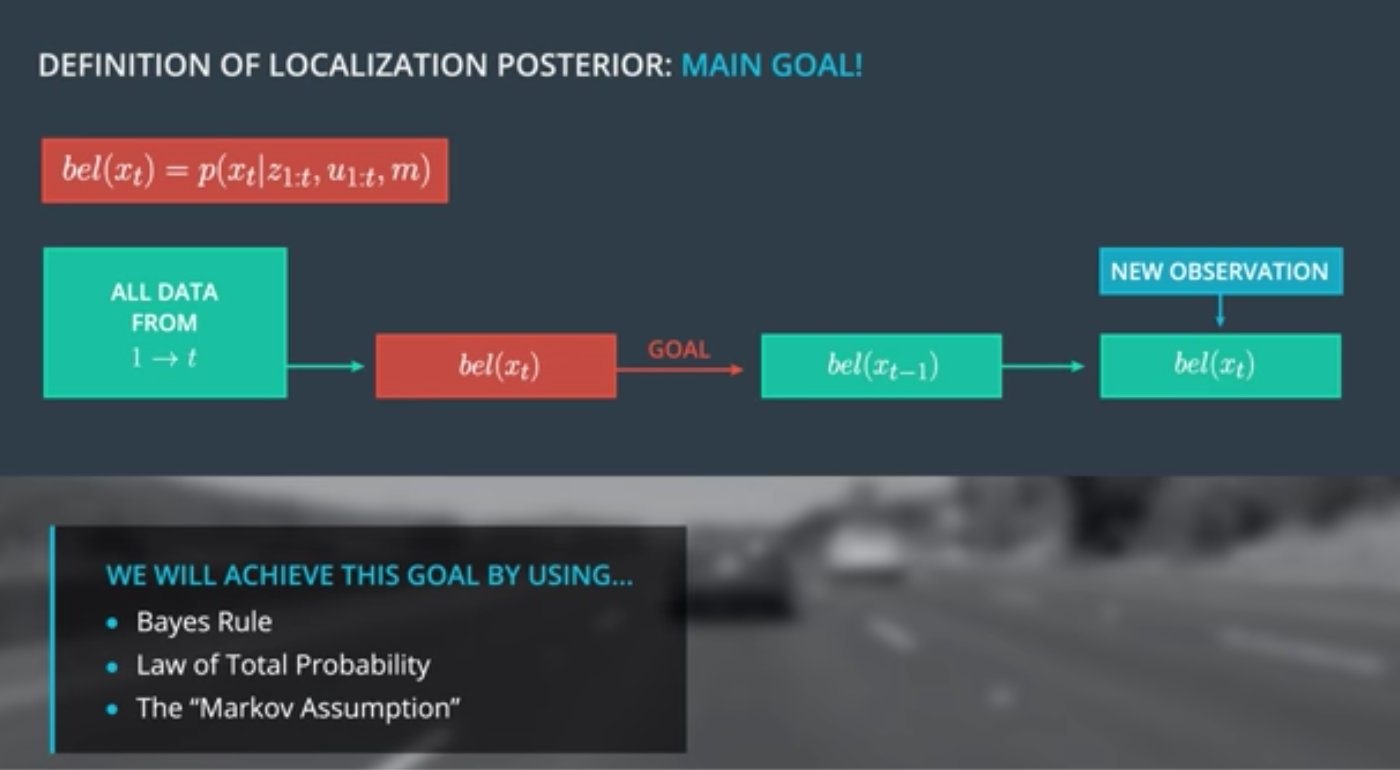 DEFINITION OF LOCALIZATION POSTERIOR: MAIN GOAL!
bel(x_t) = p(x_t|z_{1:t}, u_{1:t}, m)
ALL DATA
FROM
1 → t
bel(x_t)
GOAL
bel(x_{t-1})
NEW OBSERVATION
bel(x_t)
WE WILL ACHIEVE THIS GOAL BY USING...
• Bayes Rule
• Law of Total Probability
• The “Markov Assumption”